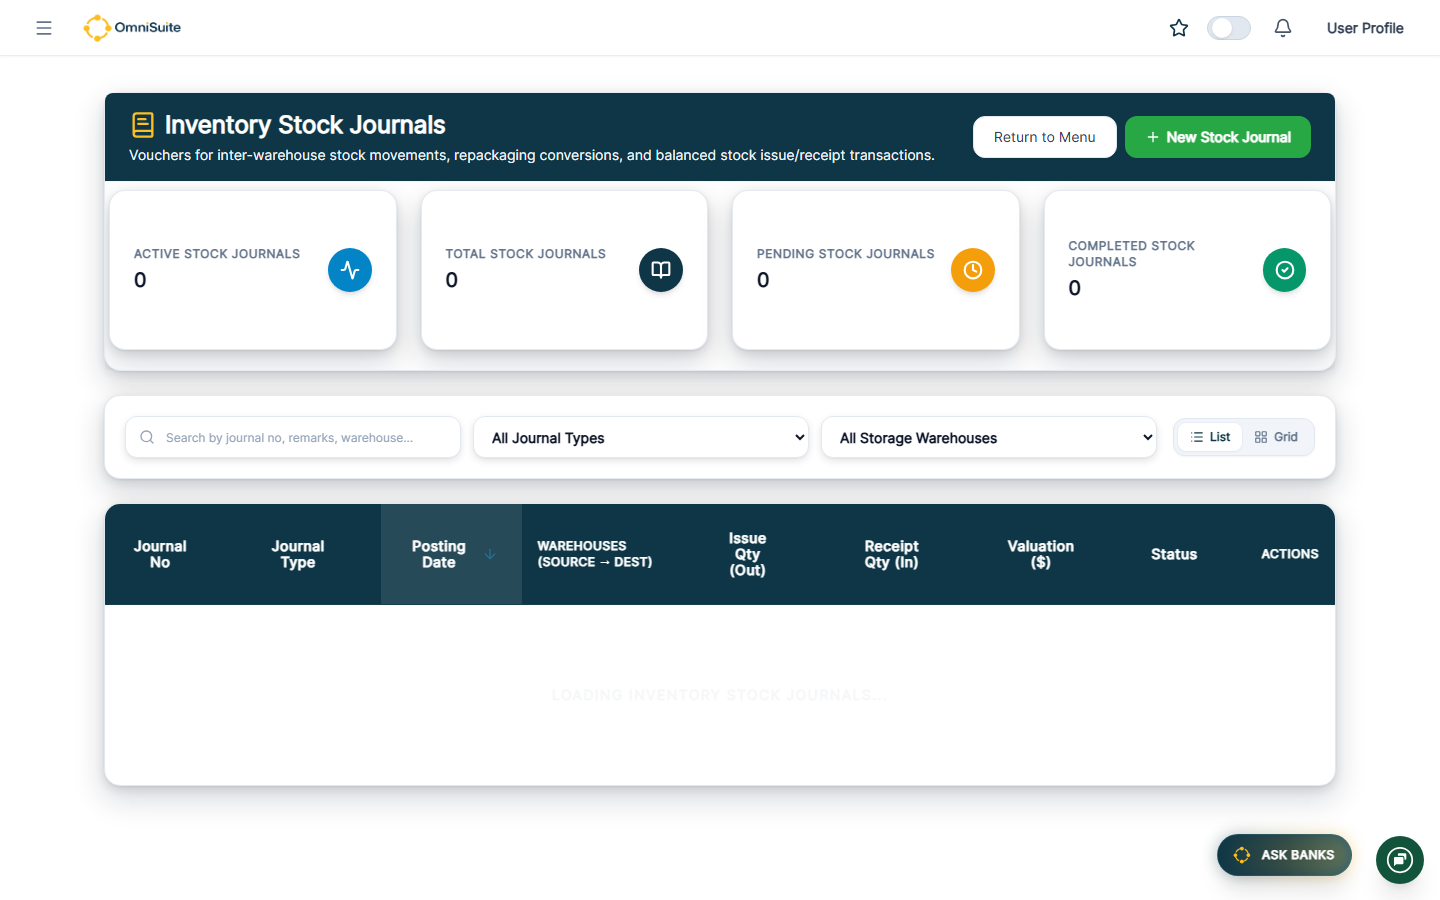 OmniSuite
User Profile
Inventory Stock Journals
Vouchers for inter-warehouse stock movements, repackaging conversions, and balanced stock issue/receipt transactions.
Return to Menu
New Stock Journal
ACTIVE STOCK JOURNALS
0
TOTAL STOCK JOURNALS
0
PENDING STOCK JOURNALS
0
COMPLETED STOCK
JOURNALS
0
Search by journal no, remarks, warehouse...
All Journal Types
All Storage Warehouses
List
Grid
Journal
No
Journal
Type
Posting
Date
WAREHOUSES
(SOURCE → DEST)
Issue
Qty
(Out)
Receipt
Qty (In)
Valuation
($)
Status
ACTIONS
LOADING INVENTORY STOCK JOURNALS...
ASK BANKS